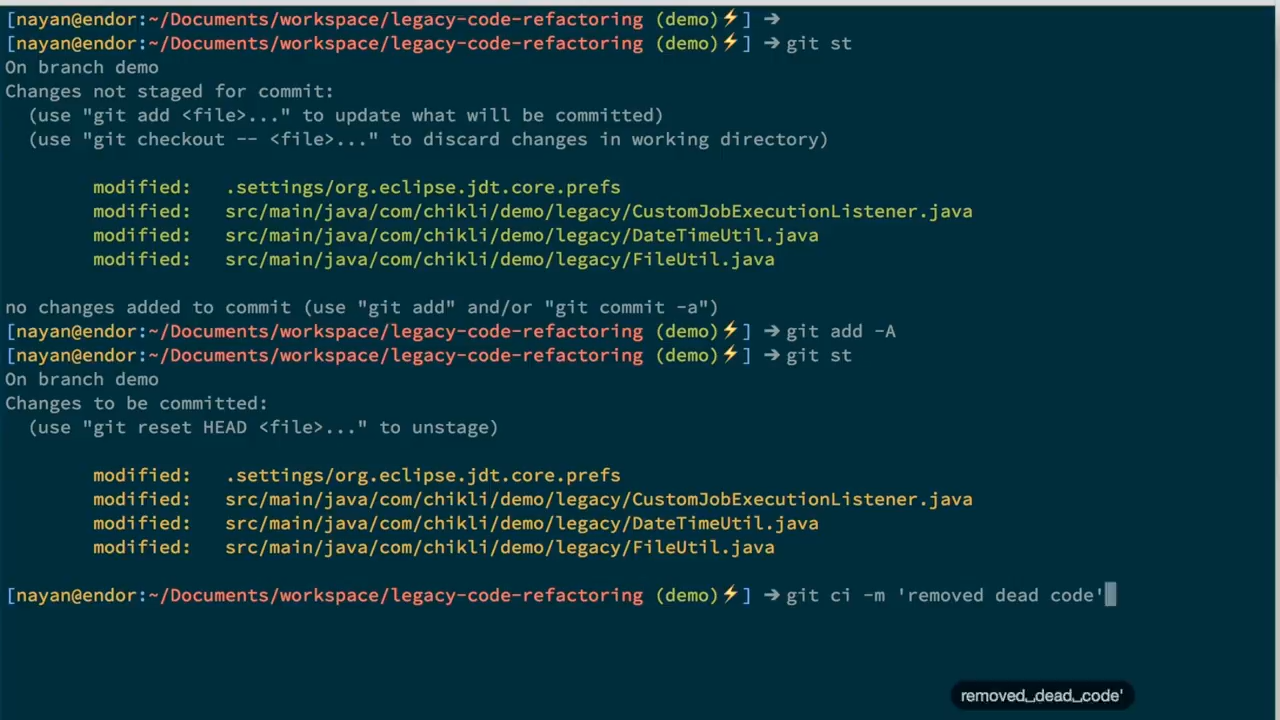 [nayan@endor:~/Documents/workspace/legacy-code-refactoring (demo)⚡] ➔
[nayan@endor:~/Documents/workspace/legacy-code-refactoring (demo)⚡] ➔ git st
On branch demo
Changes not staged for commit:
  (use "git add <file>..." to update what will be committed)
  (use "git checkout -- <file>..." to discard changes in working directory)
        modified:   .settings/org.eclipse.jdt.core.prefs
        modified:   src/main/java/com/chikli/demo/legacy/CustomJobExecutionListener.java
        modified:   src/main/java/com/chikli/demo/legacy/DateTimeUtil.java
        modified:   src/main/java/com/chikli/demo/legacy/FileUtil.java
no changes added to commit (use "git add" and/or "git commit -a")
[nayan@endor:~/Documents/workspace/legacy-code-refactoring (demo)⚡] ➔ git add -A
[nayan@endor:~/Documents/workspace/legacy-code-refactoring (demo)⚡] ➔ git st
On branch demo
Changes to be committed:
  (use "git reset HEAD <file>..." to unstage)
        modified:   .settings/org.eclipse.jdt.core.prefs
        modified:   src/main/java/com/chikli/demo/legacy/CustomJobExecutionListener.java
        modified:   src/main/java/com/chikli/demo/legacy/DateTimeUtil.java
        modified:   src/main/java/com/chikli/demo/legacy/FileUtil.java
[nayan@endor:~/Documents/workspace/legacy-code-refactoring (demo)⚡] ➔ git ci -m 'removed dead code'
removed␣dead␣code'